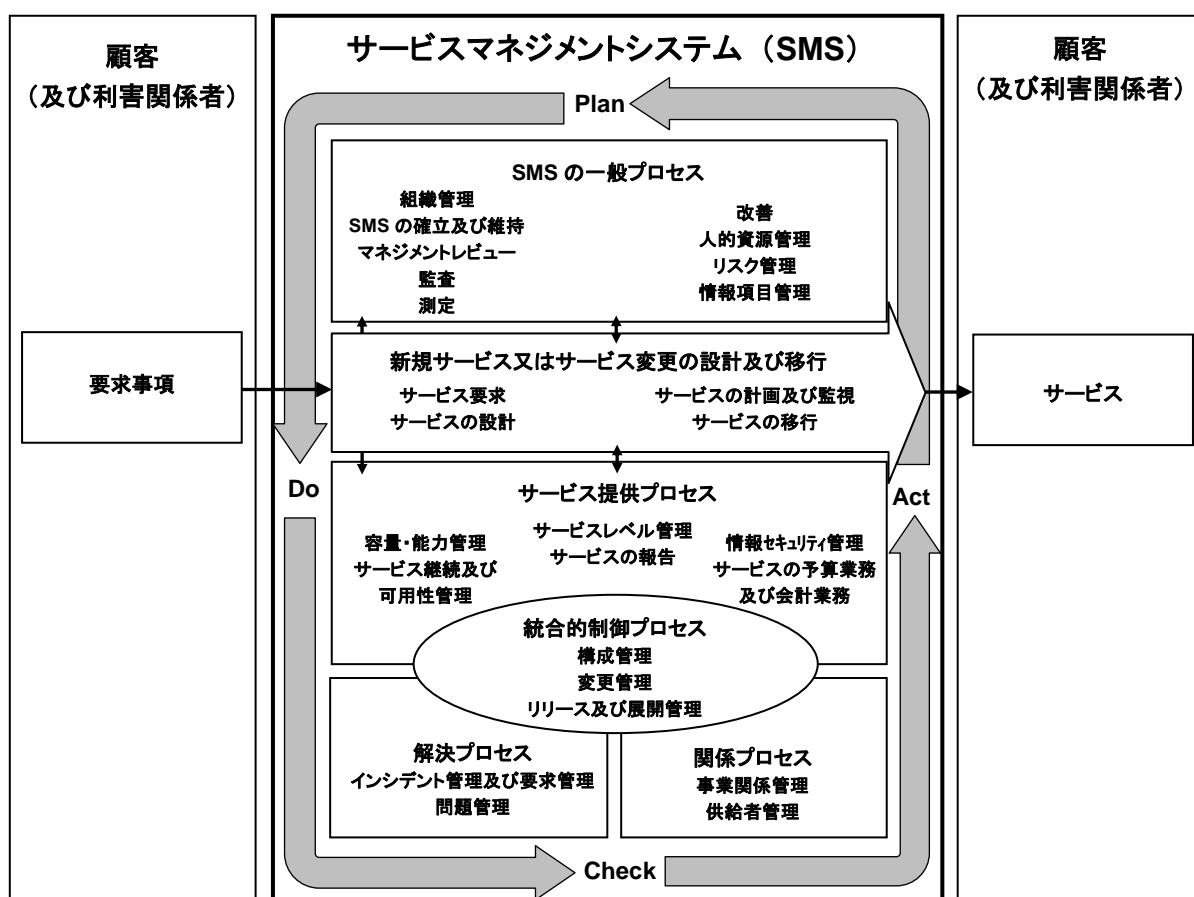 顧客
（及び利害関係者）
要求事項
サービスマネジメントシステム（SMS）
Plan
SMS の一般プロセス
組織管理
SMS の確立及び維持
マネジメントレビュー
監査
測定
改善
人的資源管理
リスク管理
情報項目管理
新規サービス又はサービス変更の設計及び移行
サービス要求
サービスの設計
サービスの計画及び監視
サービスの移行
Do
Act
サービス提供プロセス
容量・能力管理
サービス継続及び
可用性管理
サービスレベル管理
サービスの報告
情報セキュリティ管理
サービスの予算業務
及び会計業務
統合的制御プロセス
構成管理
変更管理
リリース及び展開管理
解決プロセス
インシデント管理及び要求管理
問題管理
関係プロセス
事業関係管理
供給者管理
Check
顧客
（及び利害関係者）
サービス